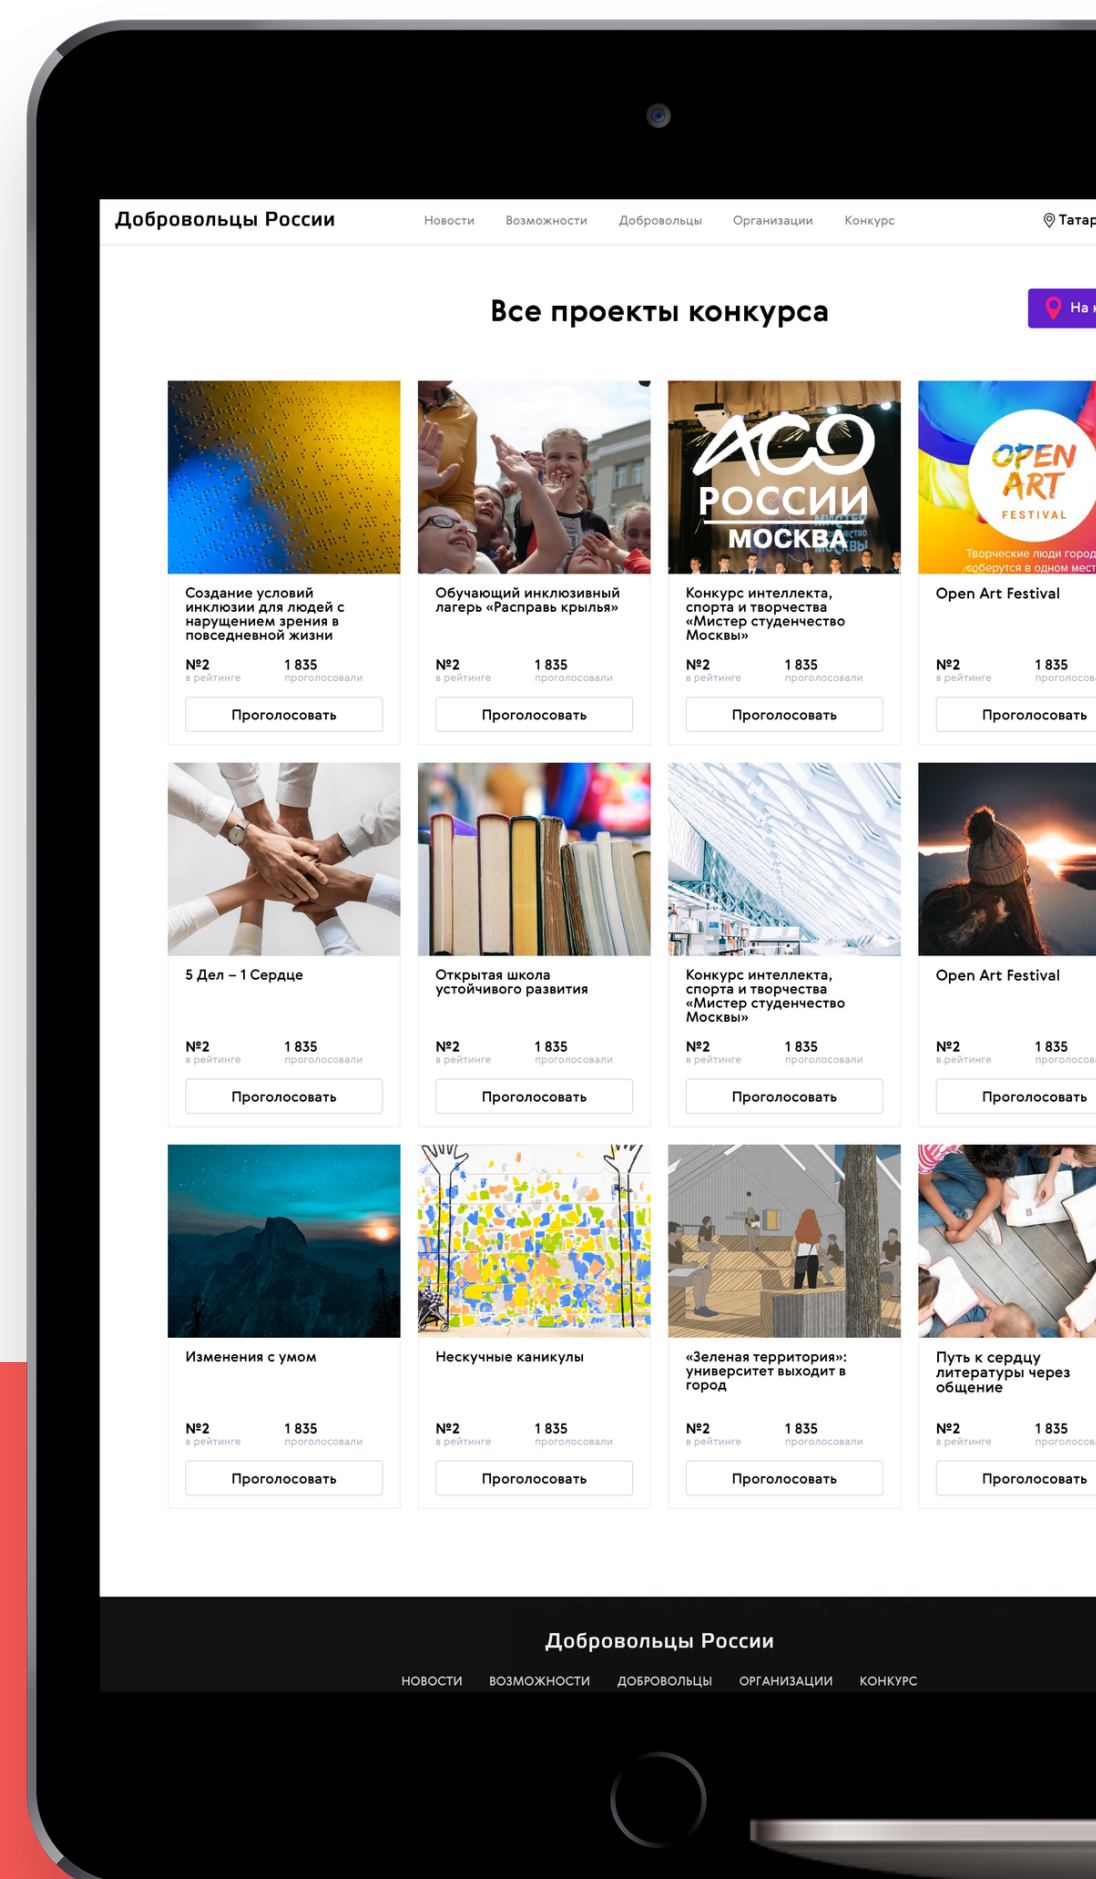 Добровольцы России
Новости Возможности Добровольцы Организации Конкурс
Татар
Все проекты конкурса
На к
АСО
РОССИИ
МОСКВА
OPEN
ART
FESTIVAL
Творческие люди город
соберутся в одном мест
Создание условий
инклюзии для людей с
нарушением зрения в
повседневной жизни
Обучающий инклюзивный
лагерь «Расправь крылья»
Конкурс интеллекта,
спорта и творчества
«Мистер студенчество
Москвы»
Open Art Festival
№2 1 835 №2 1 835 №2 1 835 №2 1 835
в рейтинге проголосовали в рейтинге проголосовали в рейтинге проголосовали в рейтинге проголосов
Проголосовать Проголосовать Проголосовать Проголосовать
5 Дел – 1 Сердце
Открытая школа
устойчивого развития
Конкурс интеллекта,
спорта и творчества
«Мистер студенчество
Москвы»
Open Art Festival
№2 1 835 №2 1 835 №2 1 835 №2 1 835
в рейтинге проголосовали в рейтинге проголосовали в рейтинге проголосовали в рейтинге проголосов
Проголосовать Проголосовать Проголосовать Проголосовать
Изменения с умом
Нескучные каникулы
«Зеленая территория»:
университет выходит в
город
Путь к сердцу
литературы через
общение
№2 1 835 №2 1 835 №2 1 835 №2 1 835
в рейтинге проголосовали в рейтинге проголосовали в рейтинге проголосовали в рейтинге проголосов
Проголосовать Проголосовать Проголосовать Проголосовать
Добровольцы России
НОВОСТИ ВОЗМОЖНОСТИ ДОБРОВОЛЬЦЫ ОРГАНИЗАЦИИ КОНКУРС